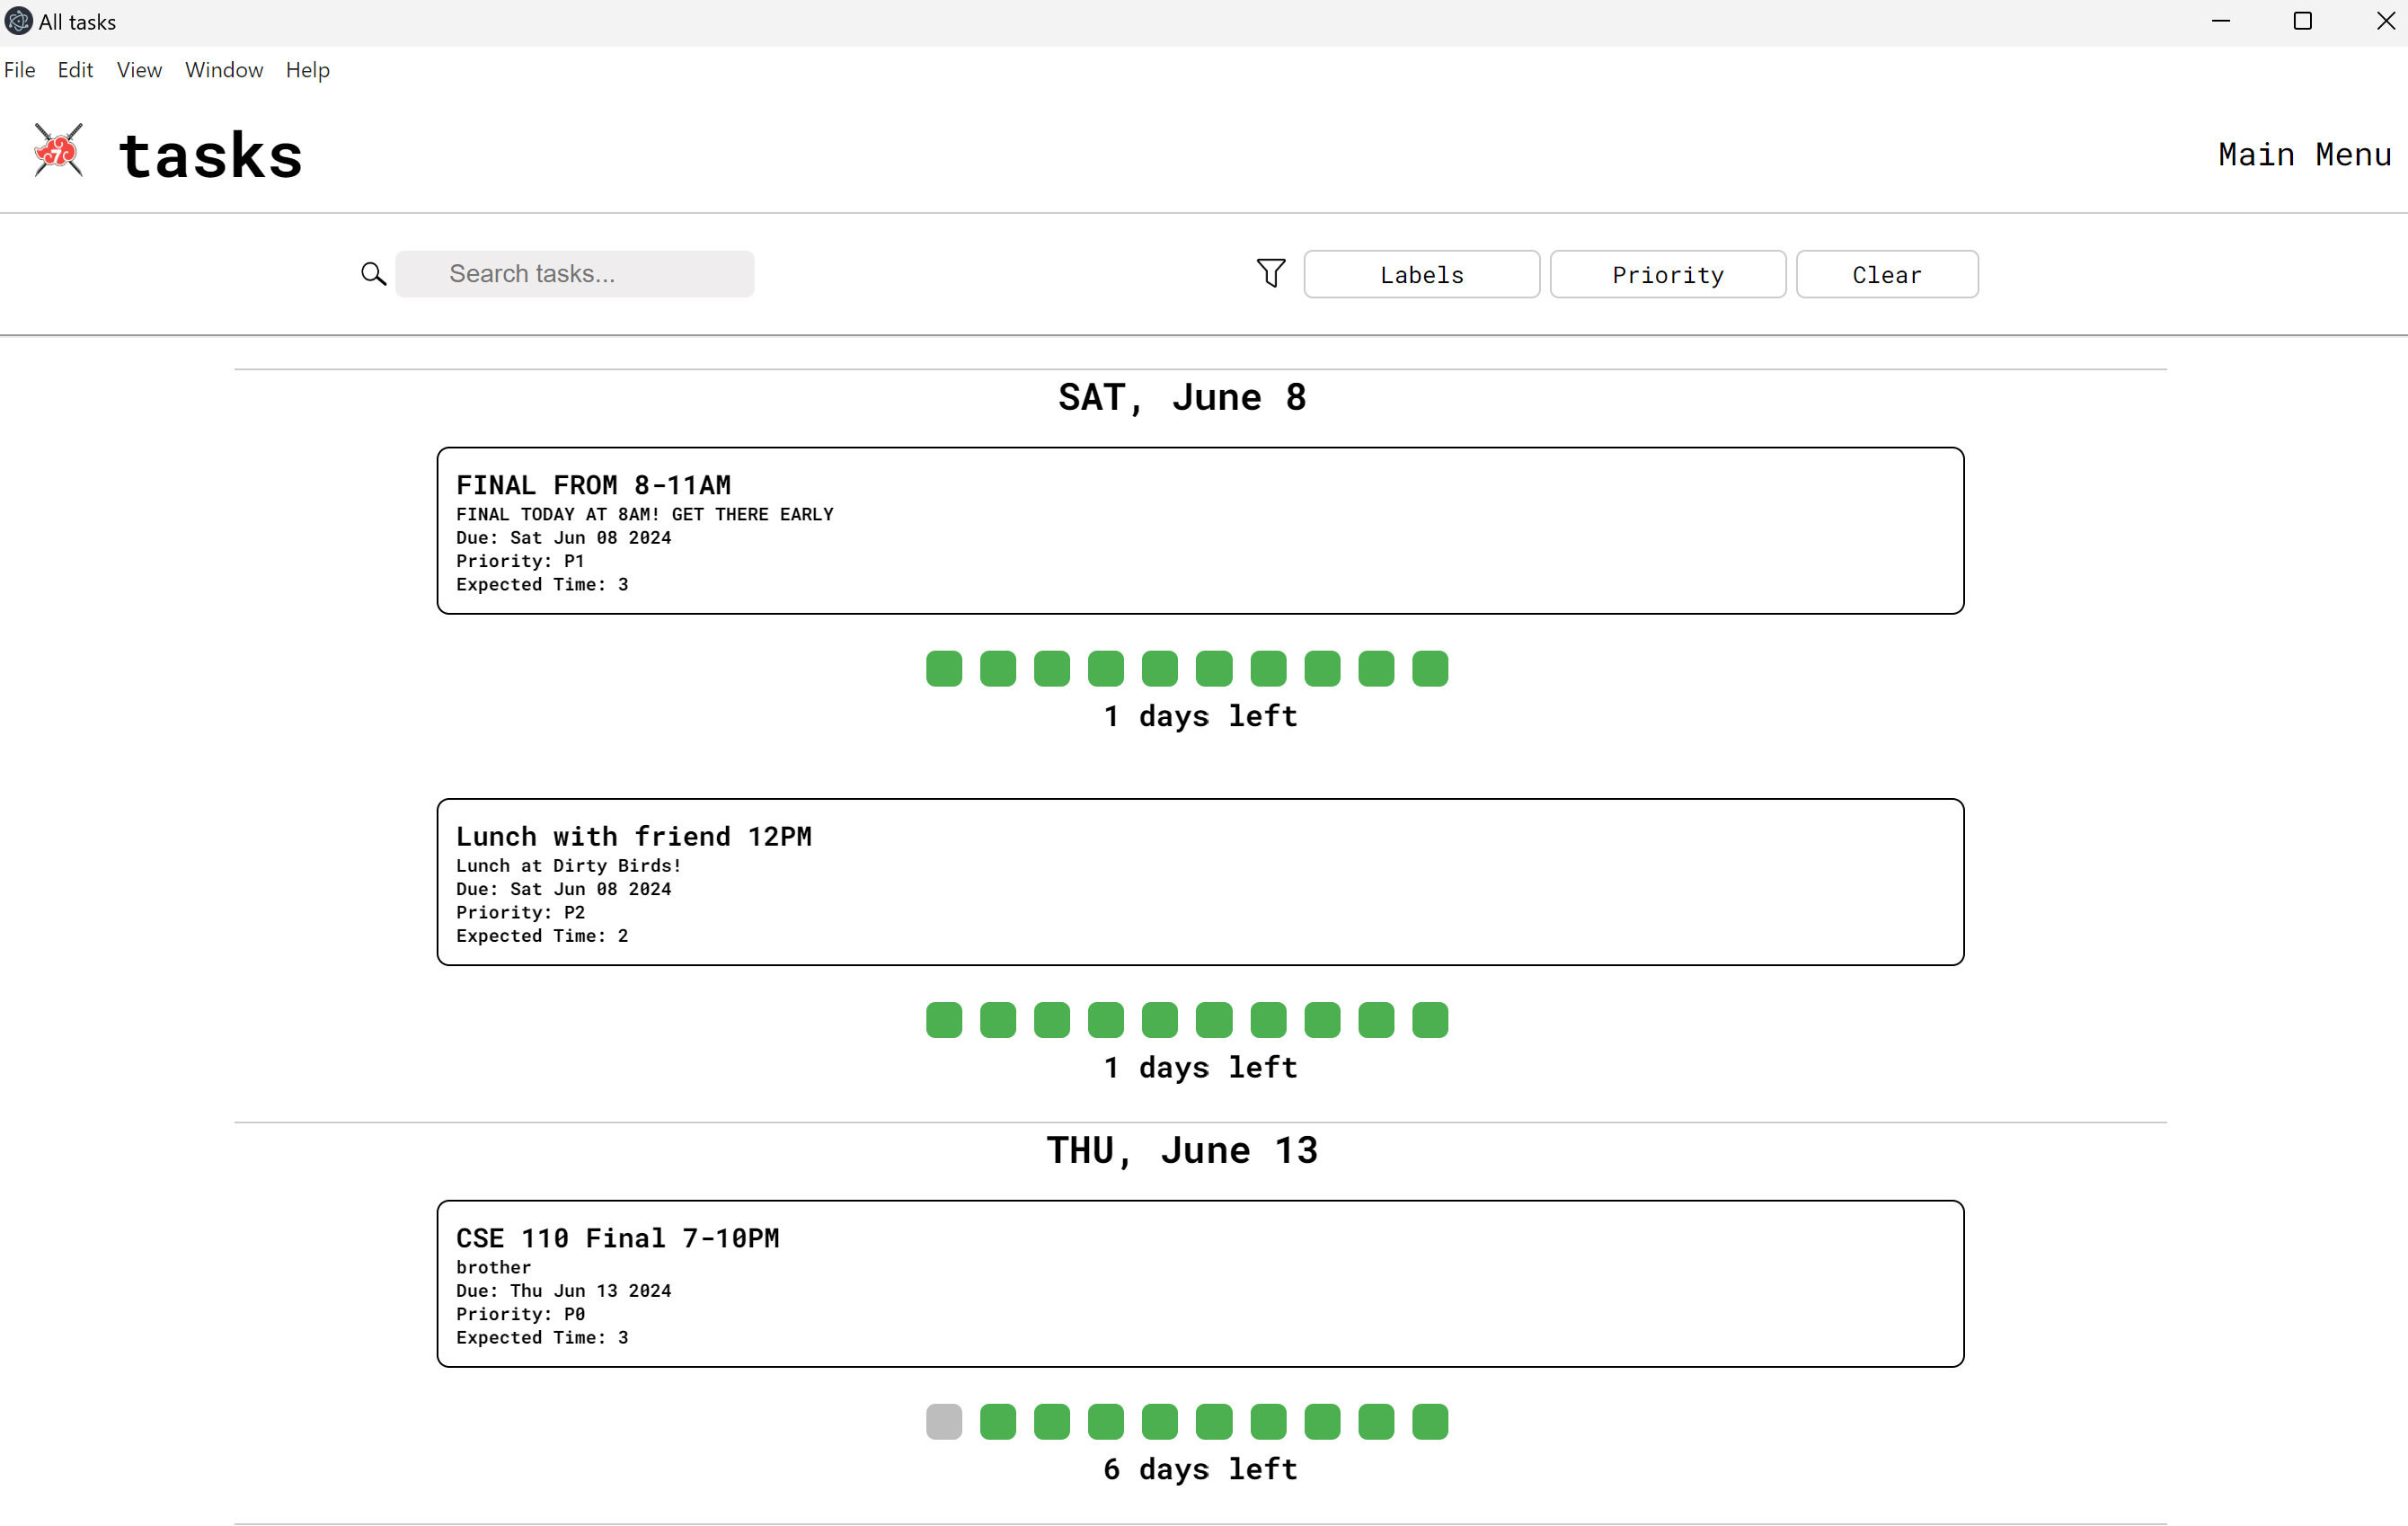 All tasks
File Edit View Window Help
7
tasks
Main Menu
Search tasks...
Labels
Priority
Clear
SAT, June 8
FINAL FROM 8-11AM
FINAL TODAY AT 8AM! GET THERE EARLY
Due: Sat Jun 08 2024
Priority: P1
Expected Time: 3
1 days left
Lunch with friend 12PM
Lunch at Dirty Birds!
Due: Sat Jun 08 2024
Priority: P2
Expected Time: 2
1 days left
THU, June 13
CSE 110 Final 7-10PM
brother
Due: Thu Jun 13 2024
Priority: P0
Expected Time: 3
6 days left